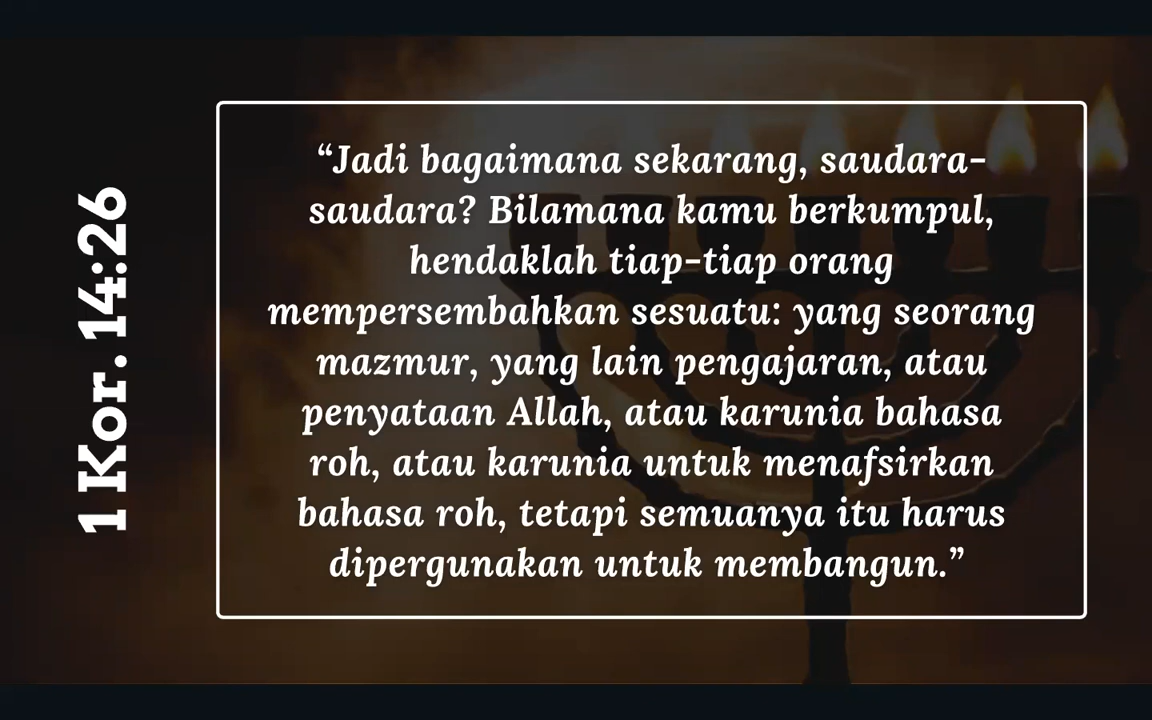 1 Kor. 14:26
“Jadi bagaimana sekarang, saudara-
saudara? Bilamana kamu berkumpul,
hendaklah tiap-tiap orang
mempersembahkan sesuatu: yang seorang
mazmur, yang lain pengajaran, atau
penyataan Allah, atau karunia bahasa
roh, atau karunia untuk menafsirkan
bahasa roh, tetapi semuanya itu harus
dipergunakan untuk membangun.”